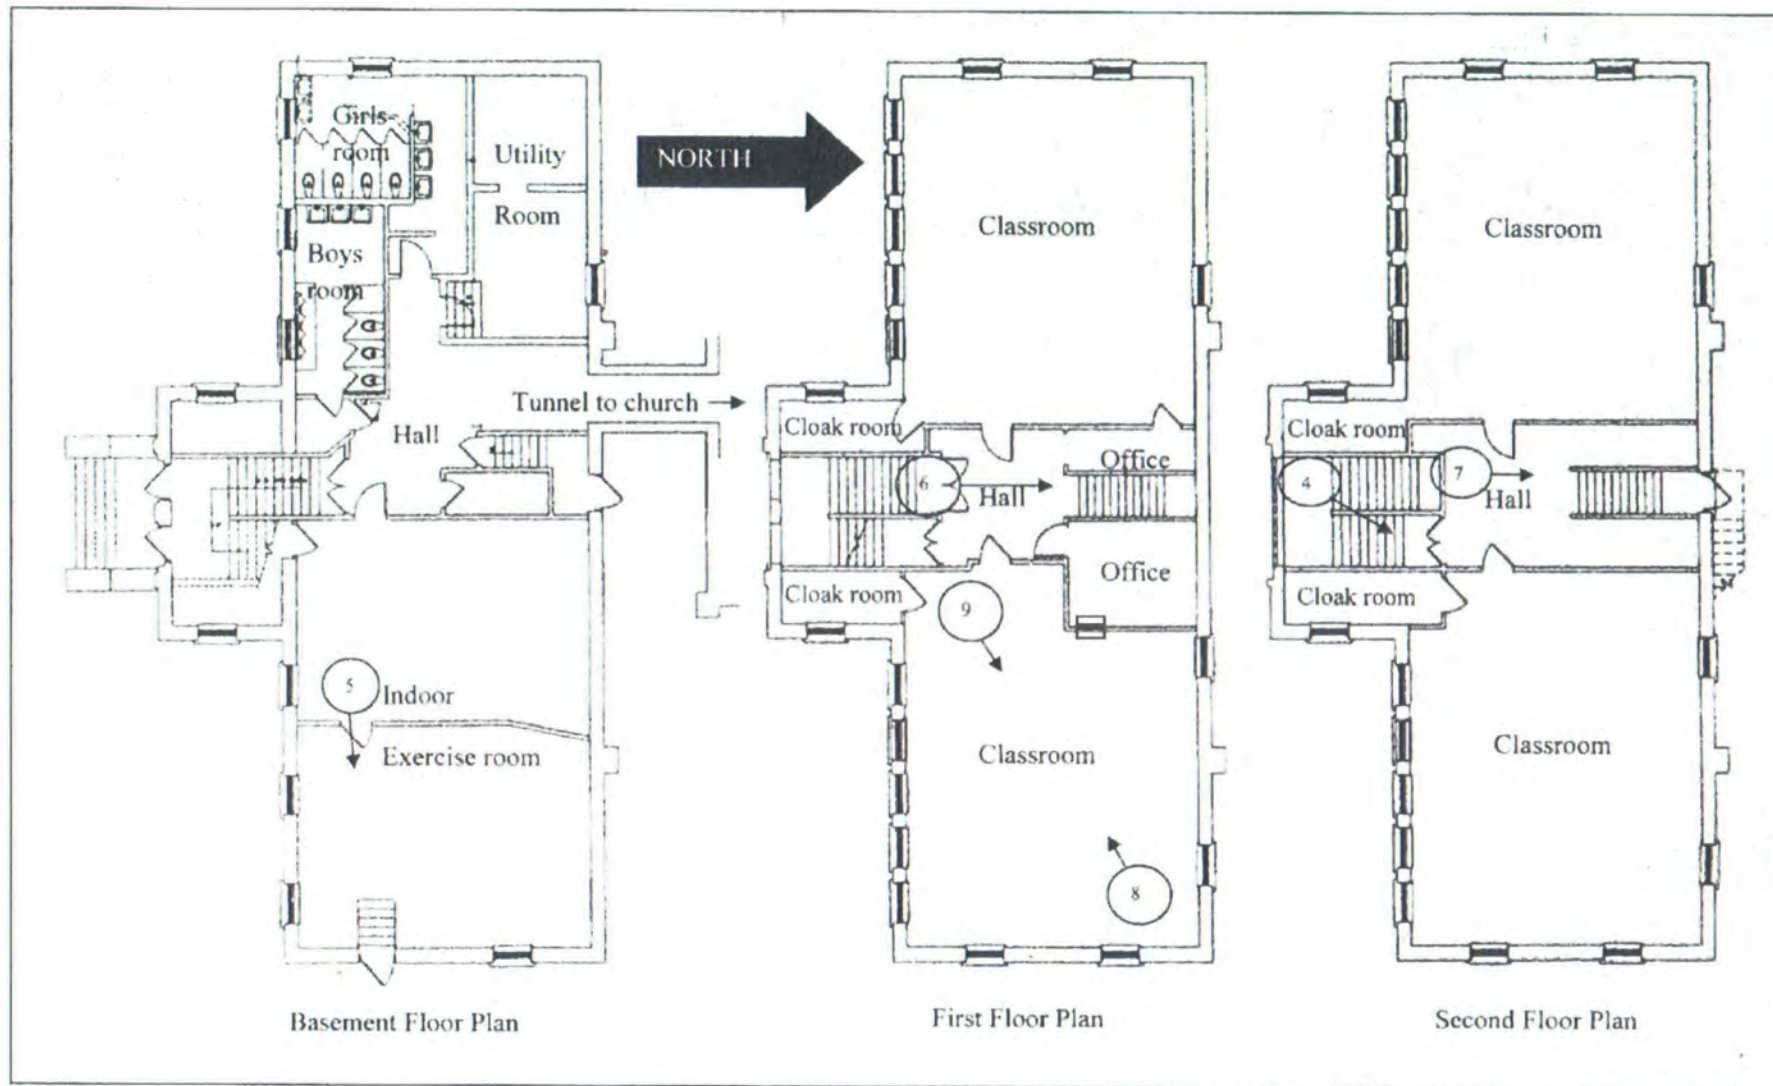 Girls
room
Utility
Room
Boys
room
Hall
Tunnel to church
5
Indoor
Exercise room
Basement Floor Plan
NORTH
Classroom
Cloak room
Office
6
Hall
Office
Cloak room
9
Classroom
8
First Floor Plan
Classroom
Cloak room
4
7
Hall
Cloak room
Classroom
Second Floor Plan